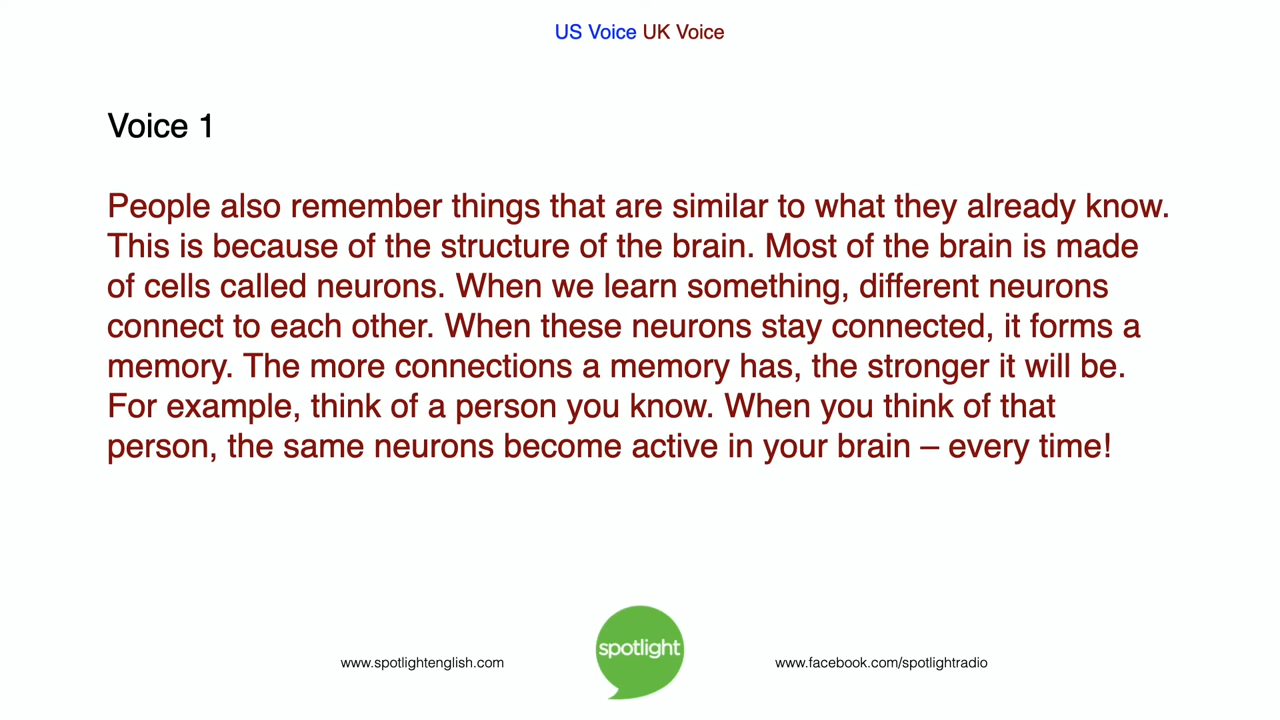 US Voice UK Voice
Voice 1
People also remember things that are similar to what they already know.
This is because of the structure of the brain. Most of the brain is made
of cells called neurons. When we learn something, different neurons
connect to each other. When these neurons stay connected, it forms a
memory. The more connections a memory has, the stronger it will be.
For example, think of a person you know. When you think of that
person, the same neurons become active in your brain – every time!
www.spotlightenglish.com
spotlight
www.facebook.com/spotlightradio